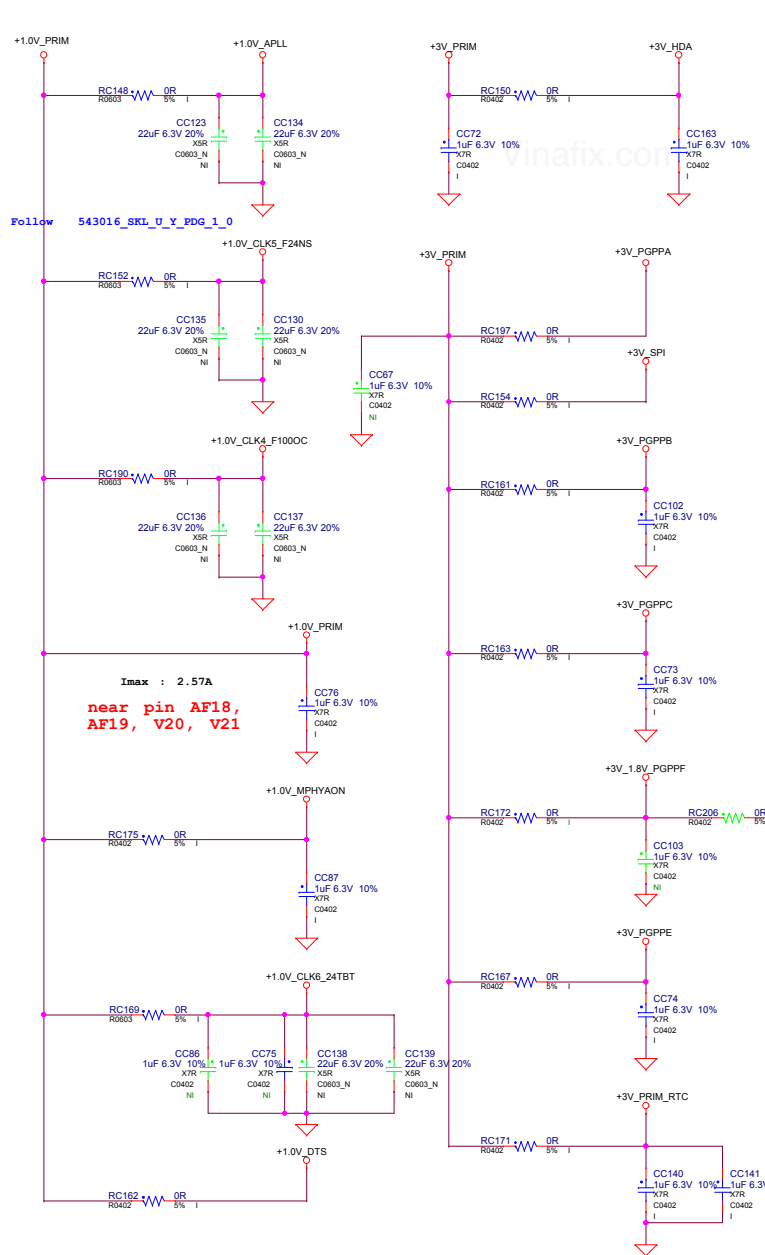 +1.0V_PRIM
+1.0V_APLL
RC148
0R
R0603
5%
I
CC123
22uF 6.3V 20%
X5R
C0603_N
NI
CC134
22uF 6.3V 20%
X5R
C0603_N
NI
Follow 543016_SKL_U_Y_PDG_1_0
+1.0V_CLK5_F24NS
RC152
0R
R0603
5%
I
CC135
22uF 6.3V 20%
X5R
C0603_N
NI
CC130
22uF 6.3V 20%
X5R
C0603_N
NI
+1.0V_CLK4_F100OC
RC190
0R
R0603
5%
I
CC136
22uF 6.3V 20%
X5R
C0603_N
NI
CC137
22uF 6.3V 20%
X5R
C0603_N
NI
+1.0V_PRIM
Imax : 2.57A
near pin AF18,
AF19, V20, V21
CC76
1uF 6.3V 10%
X7R
C0402
I
+1.0V_MPHYAON
RC175
0R
R0402
5%
I
CC87
1uF 6.3V 10%
X7R
C0402
I
+1.0V_CLK6_24TBT
RC169
0R
R0603
5%
I
CC86
1uF 6.3V 10%
X7R
C0402
NI
CC75
1uF 6.3V 10%
X7R
C0402
NI
CC138
22uF 6.3V 20%
X5R
C0603_N
NI
CC139
22uF 6.3V 20%
X5R
C0603_N
NI
+1.0V_DTS
RC162
0R
R0402
5%
I
+3V_PRIM
+3V_HDA
RC150
0R
R0402
5%
I
CC72
1uF 6.3V 10%
X7R
C0402
I
Vinafix.com
CC163
1uF 6.3V 10%
X7R
C0402
I
+3V_PRIM
+3V_PGPPA
RC197
0R
R0402
5%
I
CC67
1uF 6.3V 10%
X7R
C0402
NI
+3V_SPI
RC154
0R
R0402
5%
I
+3V_PGPPB
RC161
0R
R0402
5%
I
CC102
1uF 6.3V 10%
X7R
C0402
I
+3V_PGPPC
RC163
0R
R0402
5%
I
CC73
1uF 6.3V 10%
X7R
C0402
I
+3V_1.8V_PGPPF
RC172
0R
R0402
5%
I
RC206
0R
R0402
5%
CC103
1uF 6.3V 10%
X7R
C0402
NI
+3V_PGPPE
RC167
0R
R0402
5%
I
CC74
1uF 6.3V 10%
X7R
C0402
I
+3V_PRIM_RTC
RC171
0R
R0402
5%
I
CC140
1uF 6.3V 10%
X7R
C0402
I
CC141
1uF 6.3V
X7R
C0402
I